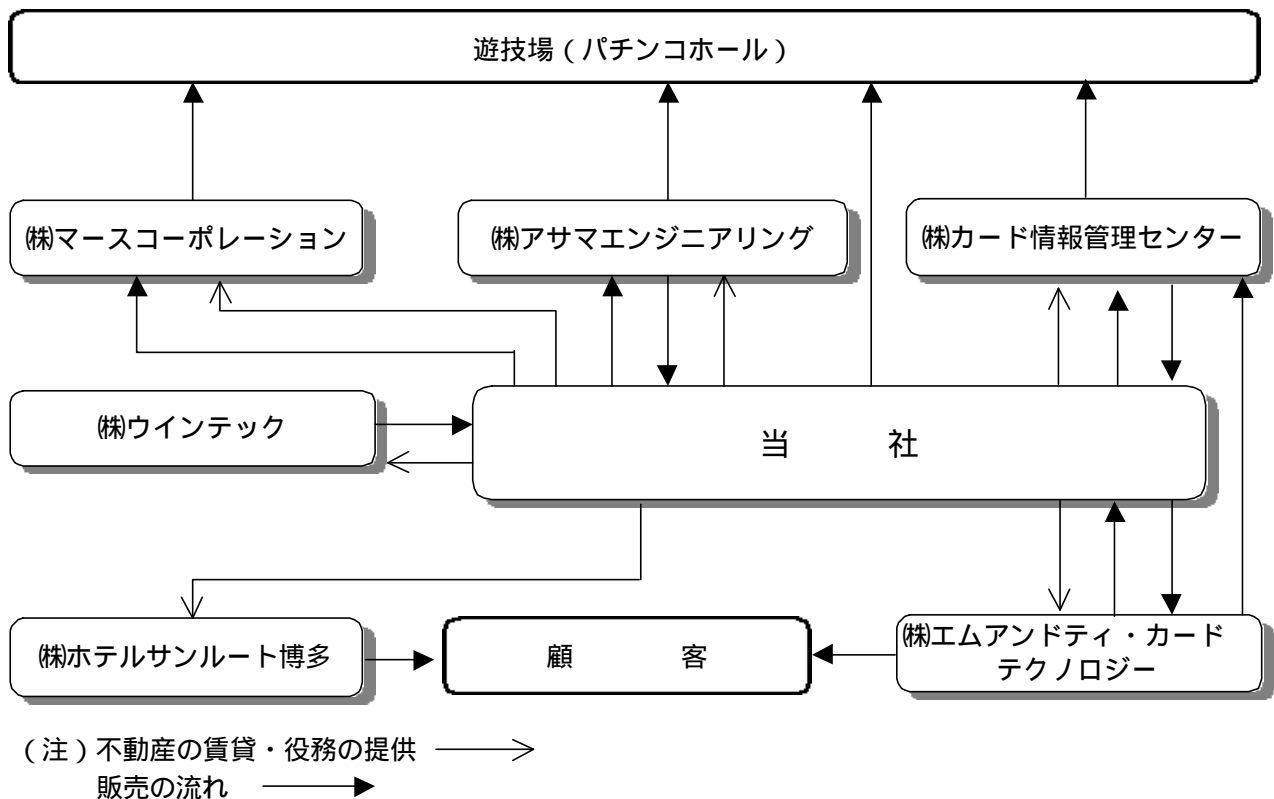 遊技場(パチンコホール)
㈱マースコーポレーション
㈱アサマエンジニアリング
㈱カード情報管理センター
㈱ウインテック
当 社
㈱ホテルサンルート博多
顧 客
㈱エムアンドティ・カード
テクノロジー
(注)不動産の賃貸・役務の提供
販売の流れ